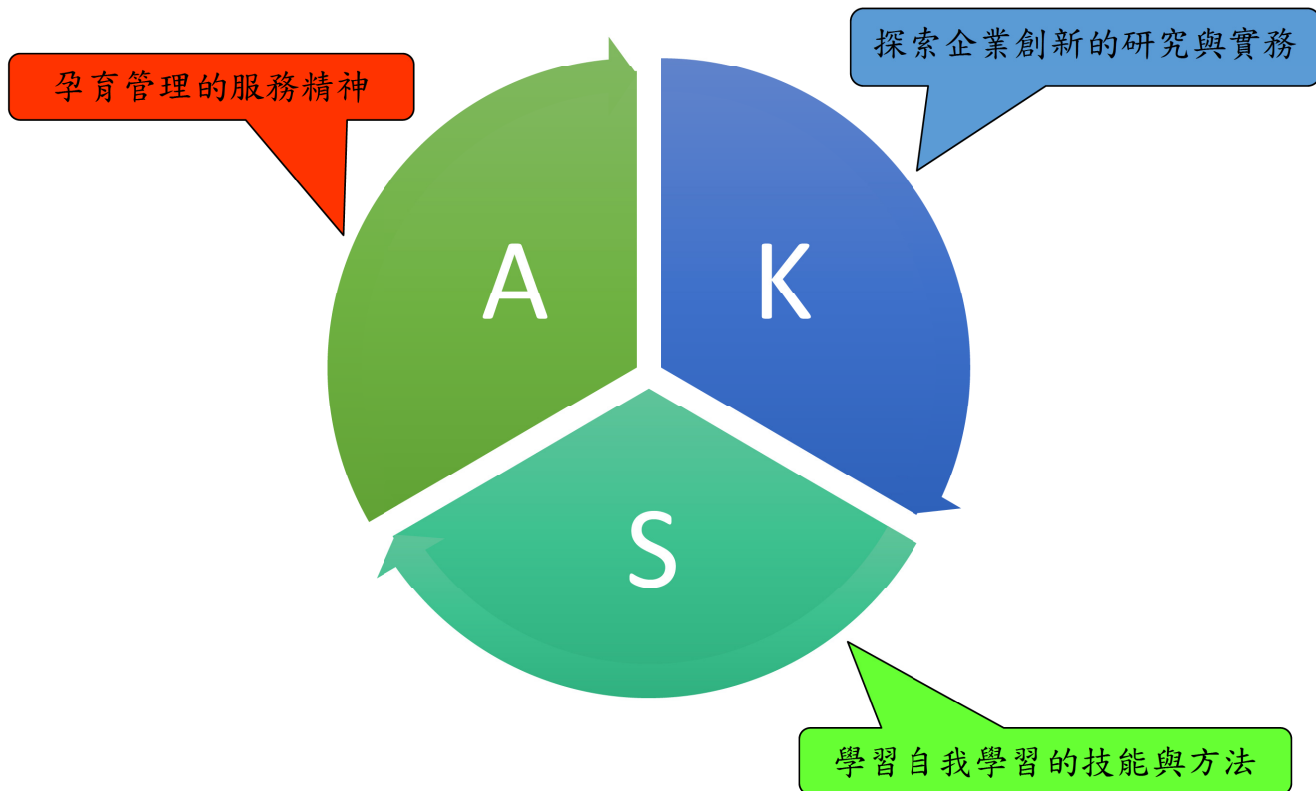 探索企業創新的研究與實務
孕育管理的服務精神
A
K
S
學習自我學習的技能與方法